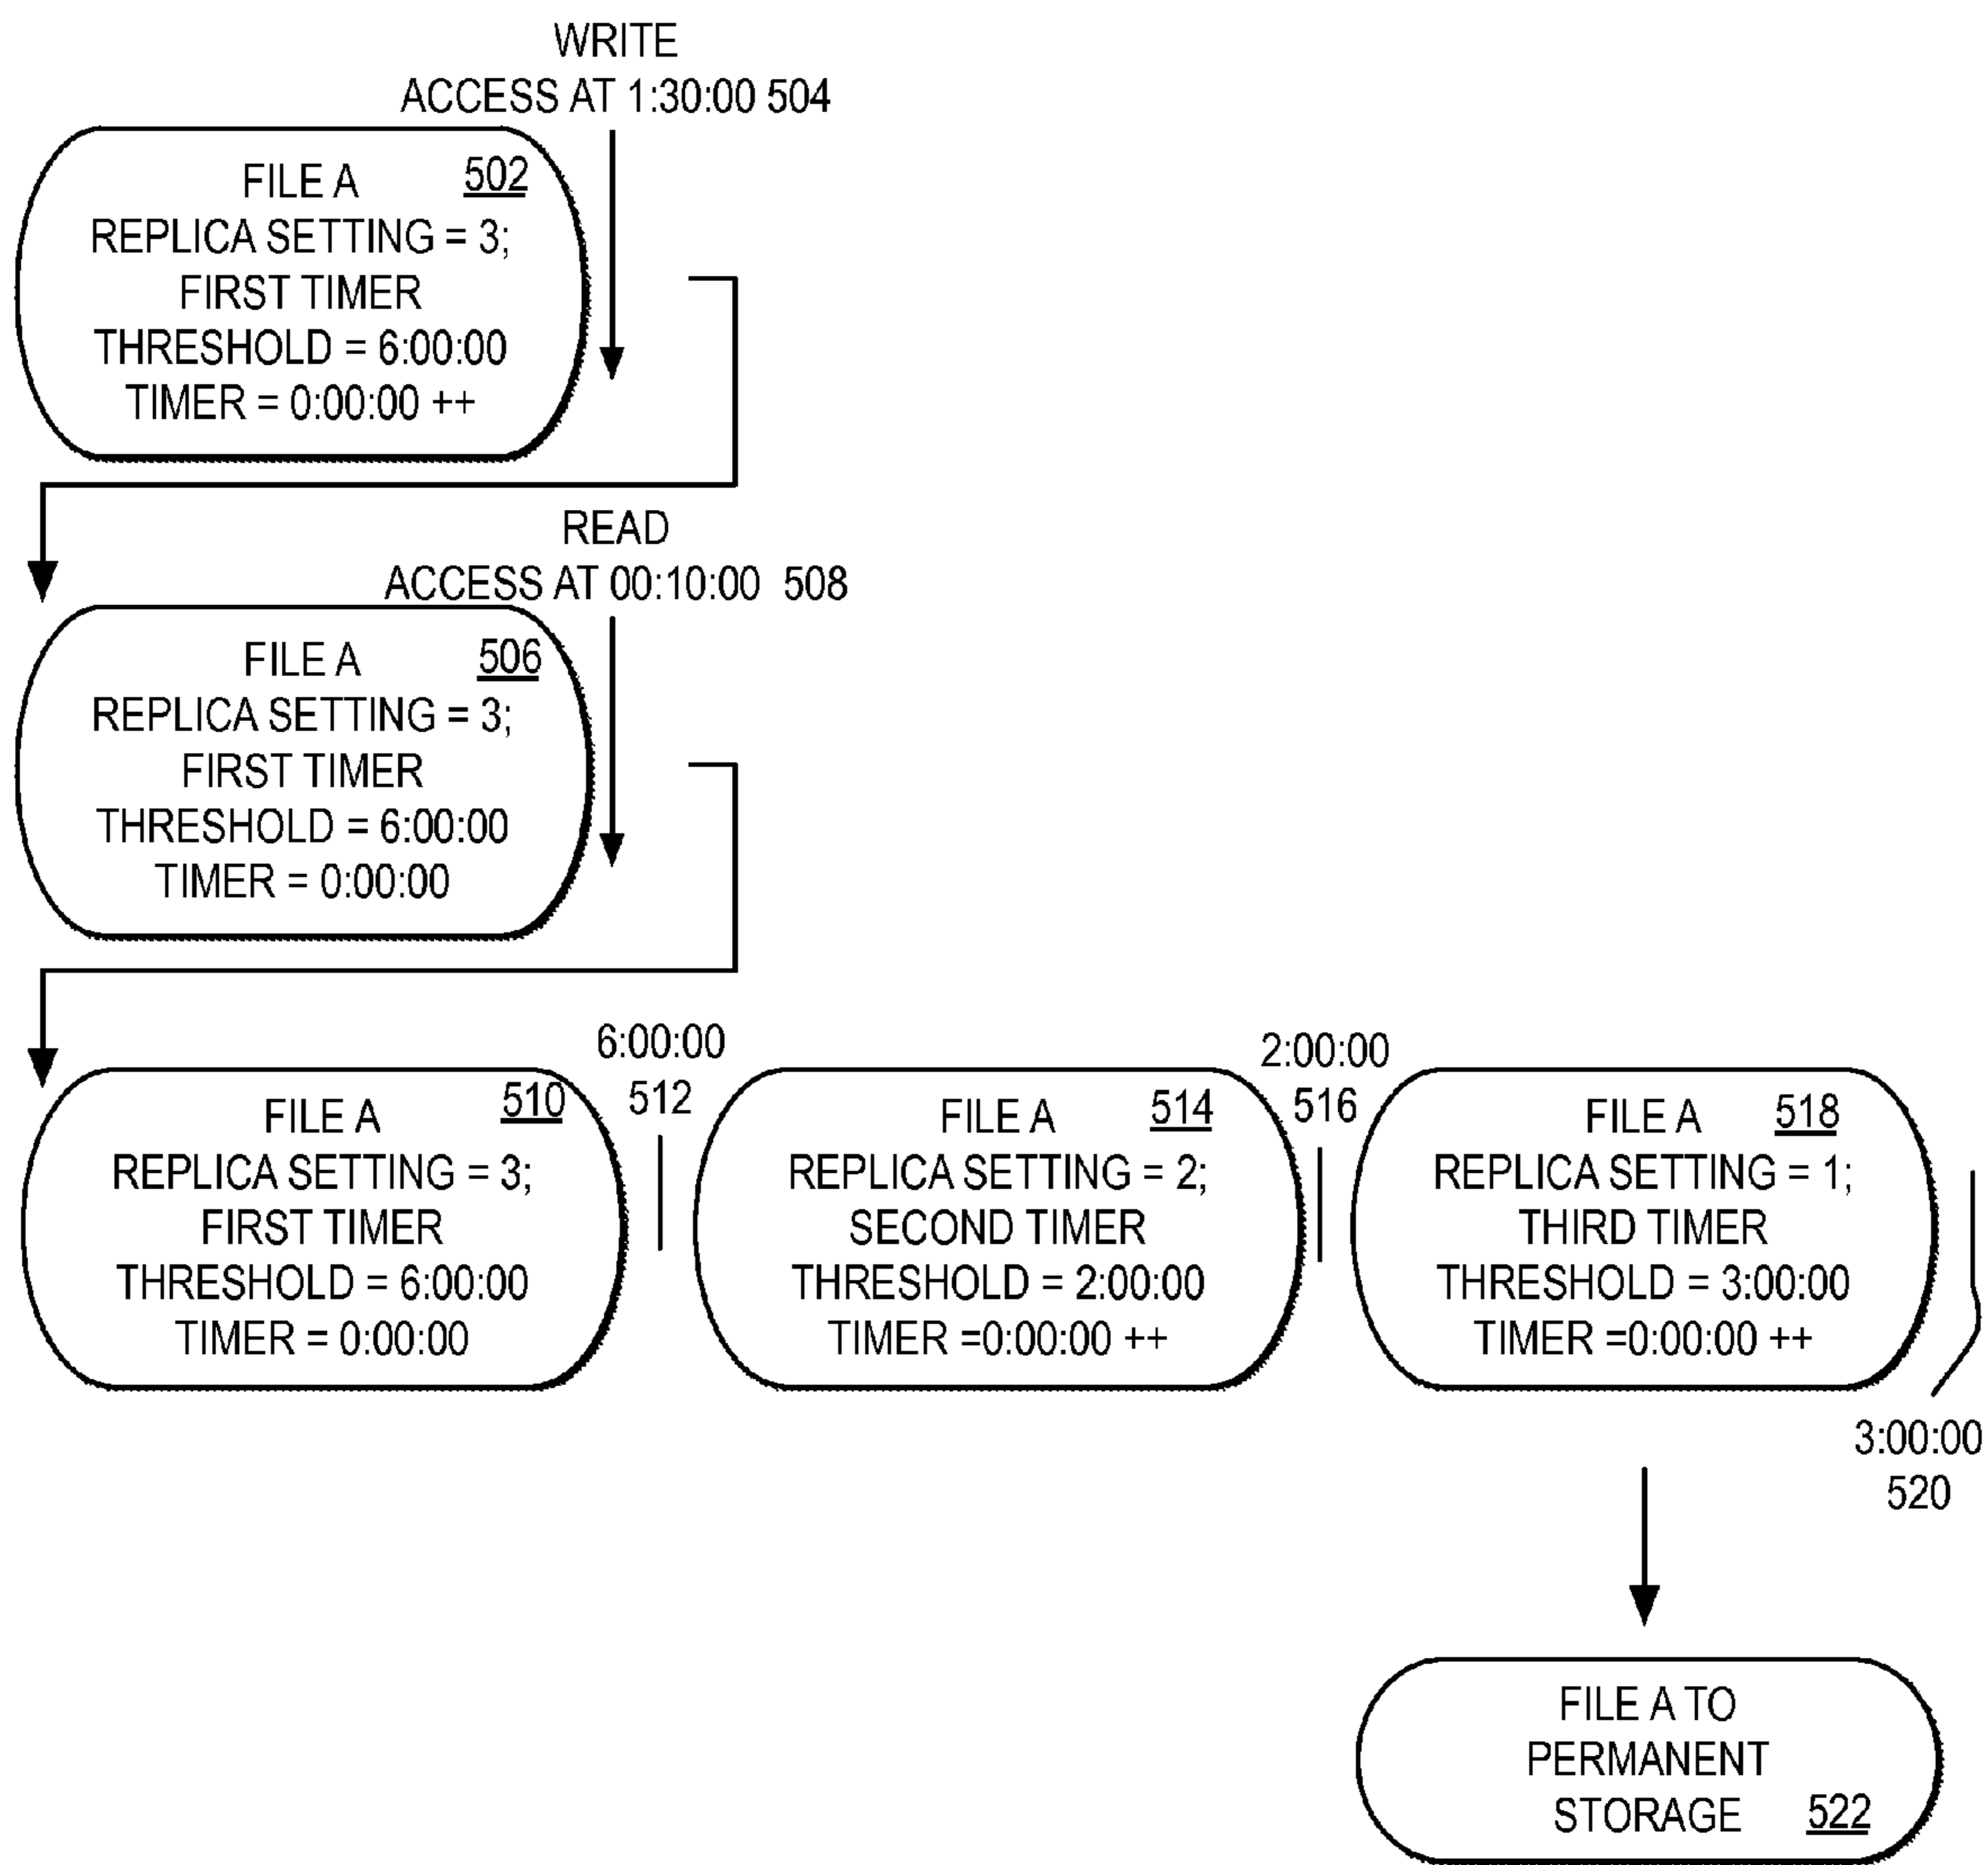 WRITE
ACCESS AT 1:30:00 504
FILE A 502
REPLICA SETTING = 3;
FIRST TIMER
THRESHOLD = 6:00:00
TIMER = 0:00:00 ++
READ
ACCESS AT 00:10:00 508
FILE A 506
REPLICA SETTING = 3;
FIRST TIMER
THRESHOLD = 6:00:00
TIMER = 0:00:00
FILE A 510
REPLICA SETTING = 3;
FIRST TIMER
THRESHOLD = 6:00:00
TIMER = 0:00:00
6:00:00
512
FILE A 514
REPLICA SETTING = 2;
SECOND TIMER
THRESHOLD = 2:00:00
TIMER =0:00:00 ++
2:00:00
516
FILE A 518
REPLICA SETTING = 1;
THIRD TIMER
THRESHOLD = 3:00:00
TIMER =0:00:00 ++
3:00:00
520
FILE A TO
PERMANENT
STORAGE 522